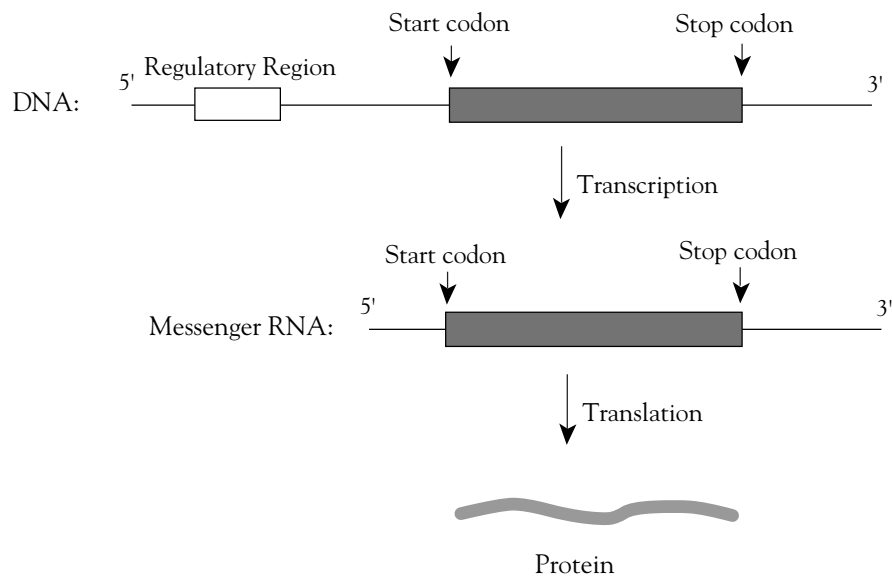 Start codon
Stop codon
Regulatory Region
5'
3'
DNA:
Transcription
Start codon
Stop codon
5'
3'
Messenger RNA:
Translation
Protein